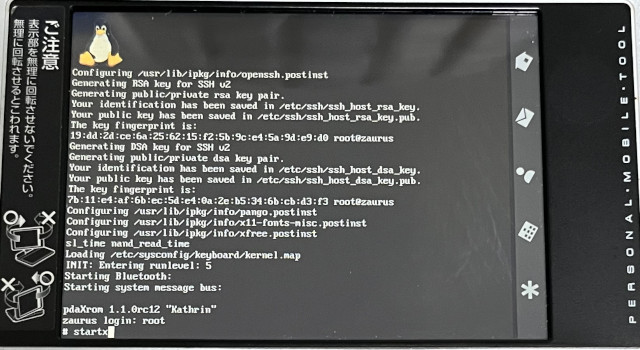 ご注意
表示部を無理に回転させないでください。
無理に回転させるとこわれます。
Configuring /usr/lib/ipkg/info/openssh.postinst
Generating RSA key for SSH v2
Generating public/private rsa key pair.
Your identification has been saved in /etc/ssh/ssh_host_rsa_key.
Your public key has been saved in /etc/ssh/ssh_host_rsa_key.pub.
The key fingerprint is:
19:dd:2d:ce:6a:25:62:15:f2:5b:9c:e4:5a:9d:e9:d0 root@zaurus
Generating DSA key for SSH v2
Generating public/private dsa key pair.
Your identification has been saved in /etc/ssh/ssh_host_dsa_key.
Your public key has been saved in /etc/ssh/ssh_host_dsa_key.pub.
The key fingerprint is:
7b:11:e4:af:6b:ec:5d:e4:0a:2e:b5:34:6b:cb:d3:f3 root@zaurus
Configuring /usr/lib/ipkg/info/pango.postinst
Configuring /usr/lib/ipkg/info/x11-fonts-misc.postinst
Configuring /usr/lib/ipkg/info/xfree.postinst
sl_time nand_read_time
Loading /etc/sysconfig/keyboard/kernel.map
INIT: Entering runlevel: 5
Starting Bluetooth:
Starting system message bus:
pdaXrom 1.1.0rc12 "Kathrin"
zaurus login: root
# startx
PERSONAL·MOBILE·TOOL